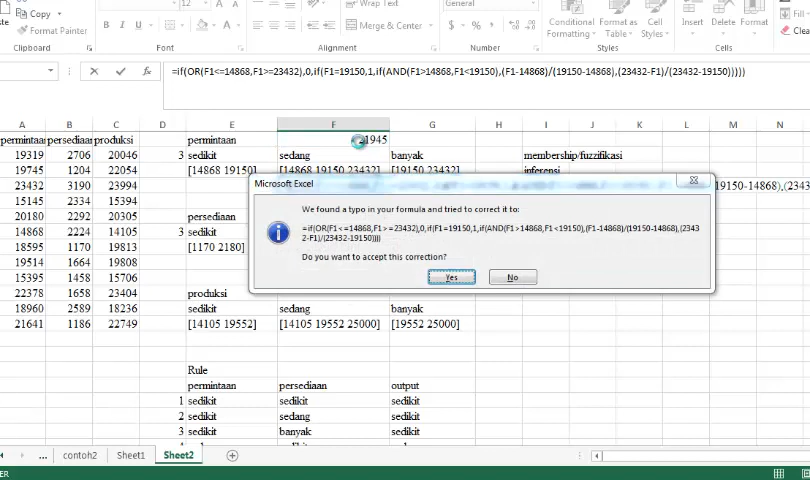 Wrap Text General
Copy
Format Painter
B I U
Merge & Center
$ % ,
Conditional Formatting
Format as Table
Cell Styles
Insert Delete Format
Clear
Clipboard Font Alignment Number Styles Cells
fx =if(OR(F1<=14868,F1>=23432),0,if(F1=19150,1,if(AND(F1>14868,F1<19150),(F1-14868)/(19150-14868),(23432-F1)/(23432-19150)))))
A B C D E F G H I J K L M N
permintaan persediaan produksi permintaan 1945
19319 2706 20046 3 sedikit sedang banyak membership/fuzzifikasi
19745 1204 22054 [14868 19150] [14868 19150 23432] [19150 23432] inferensi
23432 3190 23994 19150-14868),(234
15145 2334 15394
20180 2292 20305 persediaan
14868 2224 14105 3 sedikit
18595 1170 19813 [1170 2180]
19514 1664 19808
15395 1458 15706
22378 1658 23404 produksi
18960 2589 18236 sedikit sedang banyak
21641 1186 22749 [14105 19552] [14105 19552 25000] [19552 25000]
Microsoft Excel
We found a typo in your formula and tried to correct it to:
=if(OR(F1<=14868,F1>=23432),0,if(F1=19150,1,if(AND(F1>14868,F1<19150),(F1-14868)/(19150-14868),(2343
2-F1)/(23432-19150))))
Do you want to accept this correction?
Yes No
Rule
permintaan persediaan output
1 sedikit sedikit sedikit
2 sedikit sedang sedikit
3 sedikit banyak sedikit
... contoh2 Sheet1 Sheet2
ER